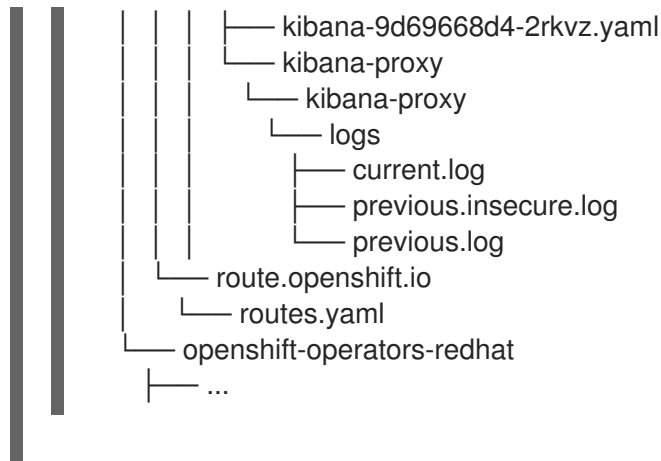 │ │ │ ├── kibana-9d69668d4-2rkvz.yaml
│ │ │ └── kibana-proxy
│ │ │ └── kibana-proxy
│ │ │ └── logs
│ │ │ ├── current.log
│ │ │ ├── previous.insecure.log
│ │ │ └── previous.log
│ └── route.openshift.io
│ └── routes.yaml
└── openshift-operators-redhat
├── ...